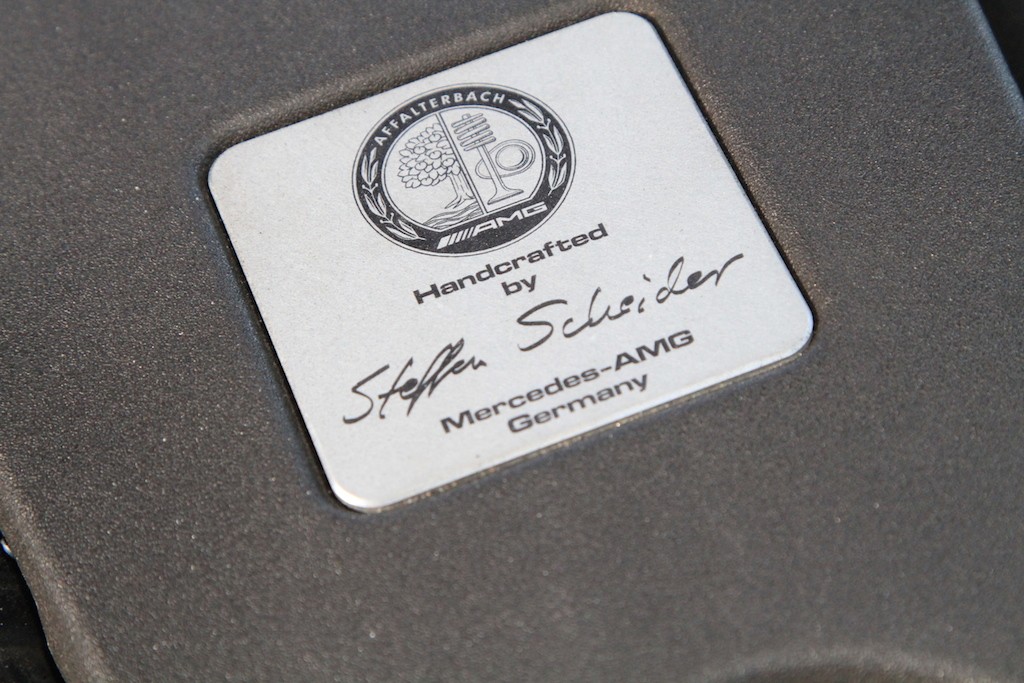 AFFALTERBACH
AMG
Handcrafted
by
Steffen Scheider
Mercedes-AMG
Germany